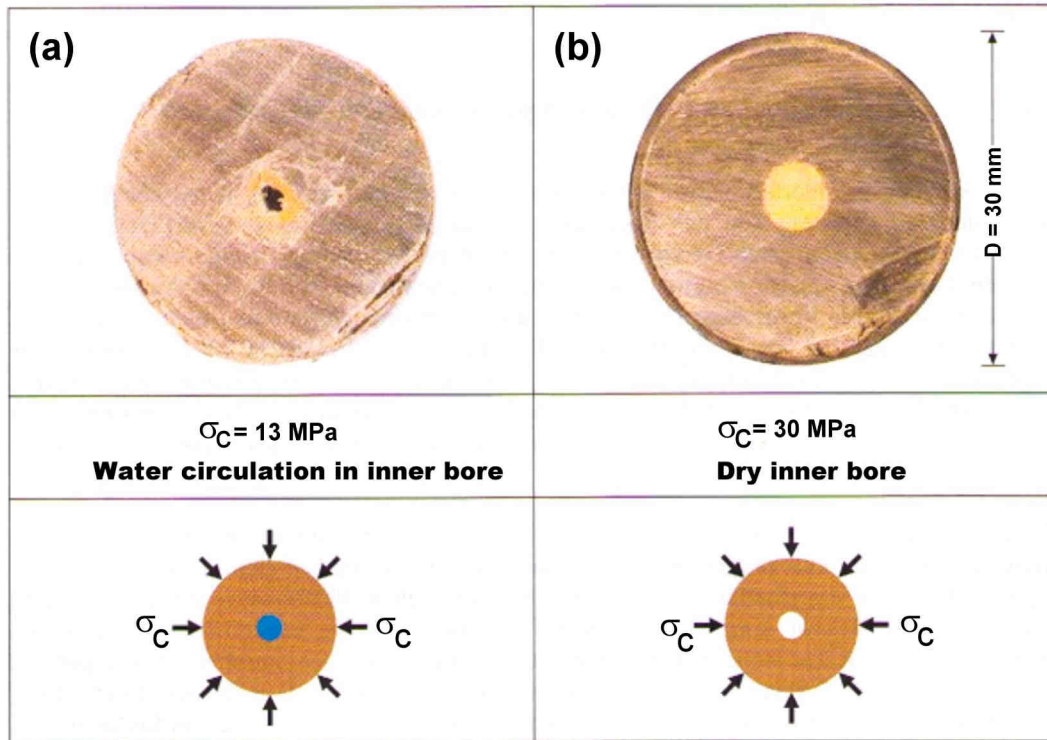 (a)
(b)
D = 30 mm
σC = 13 MPa
Water circulation in inner bore
σC = 30 MPa
Dry inner bore
σC
σC
σC
σC